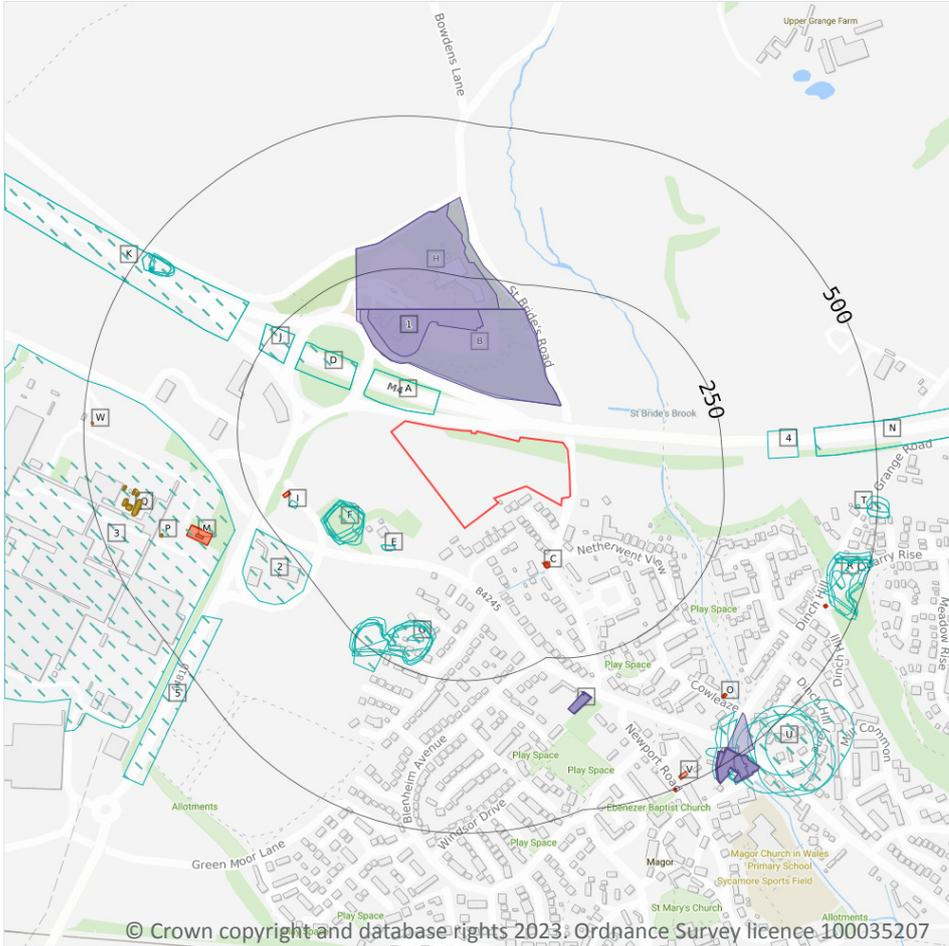 Upper Grange Farm
Bowdens Lane
K
H
500
St Bride's Road
J
1
B
D
M4
A
250
St Bride's Brook
W
4
N
Grange Road
I
F
T
Q
3
P
M
E
C
Netherwent View
Quarry Rise
2
R
B4245
Play Space
Dinch Hill
Meadow Rise
G
Dinch Hill
Play Space
5
Cowleaze
O
Dinch Hill
Mill Common
L
U
Newport Road
Blenheim Avenue
Play Space
Play Space
V
Allotments
Ebenezer Baptist Church
Windsor Drive
Play Space
Green Moor Lane
Magor
Magor Church in Wales
Primary School
Sycamore Sports Field
St Mary's Church
Play Space
Allotments
© Crown copyright and database rights 2023. Ordnance Survey licence 100035207